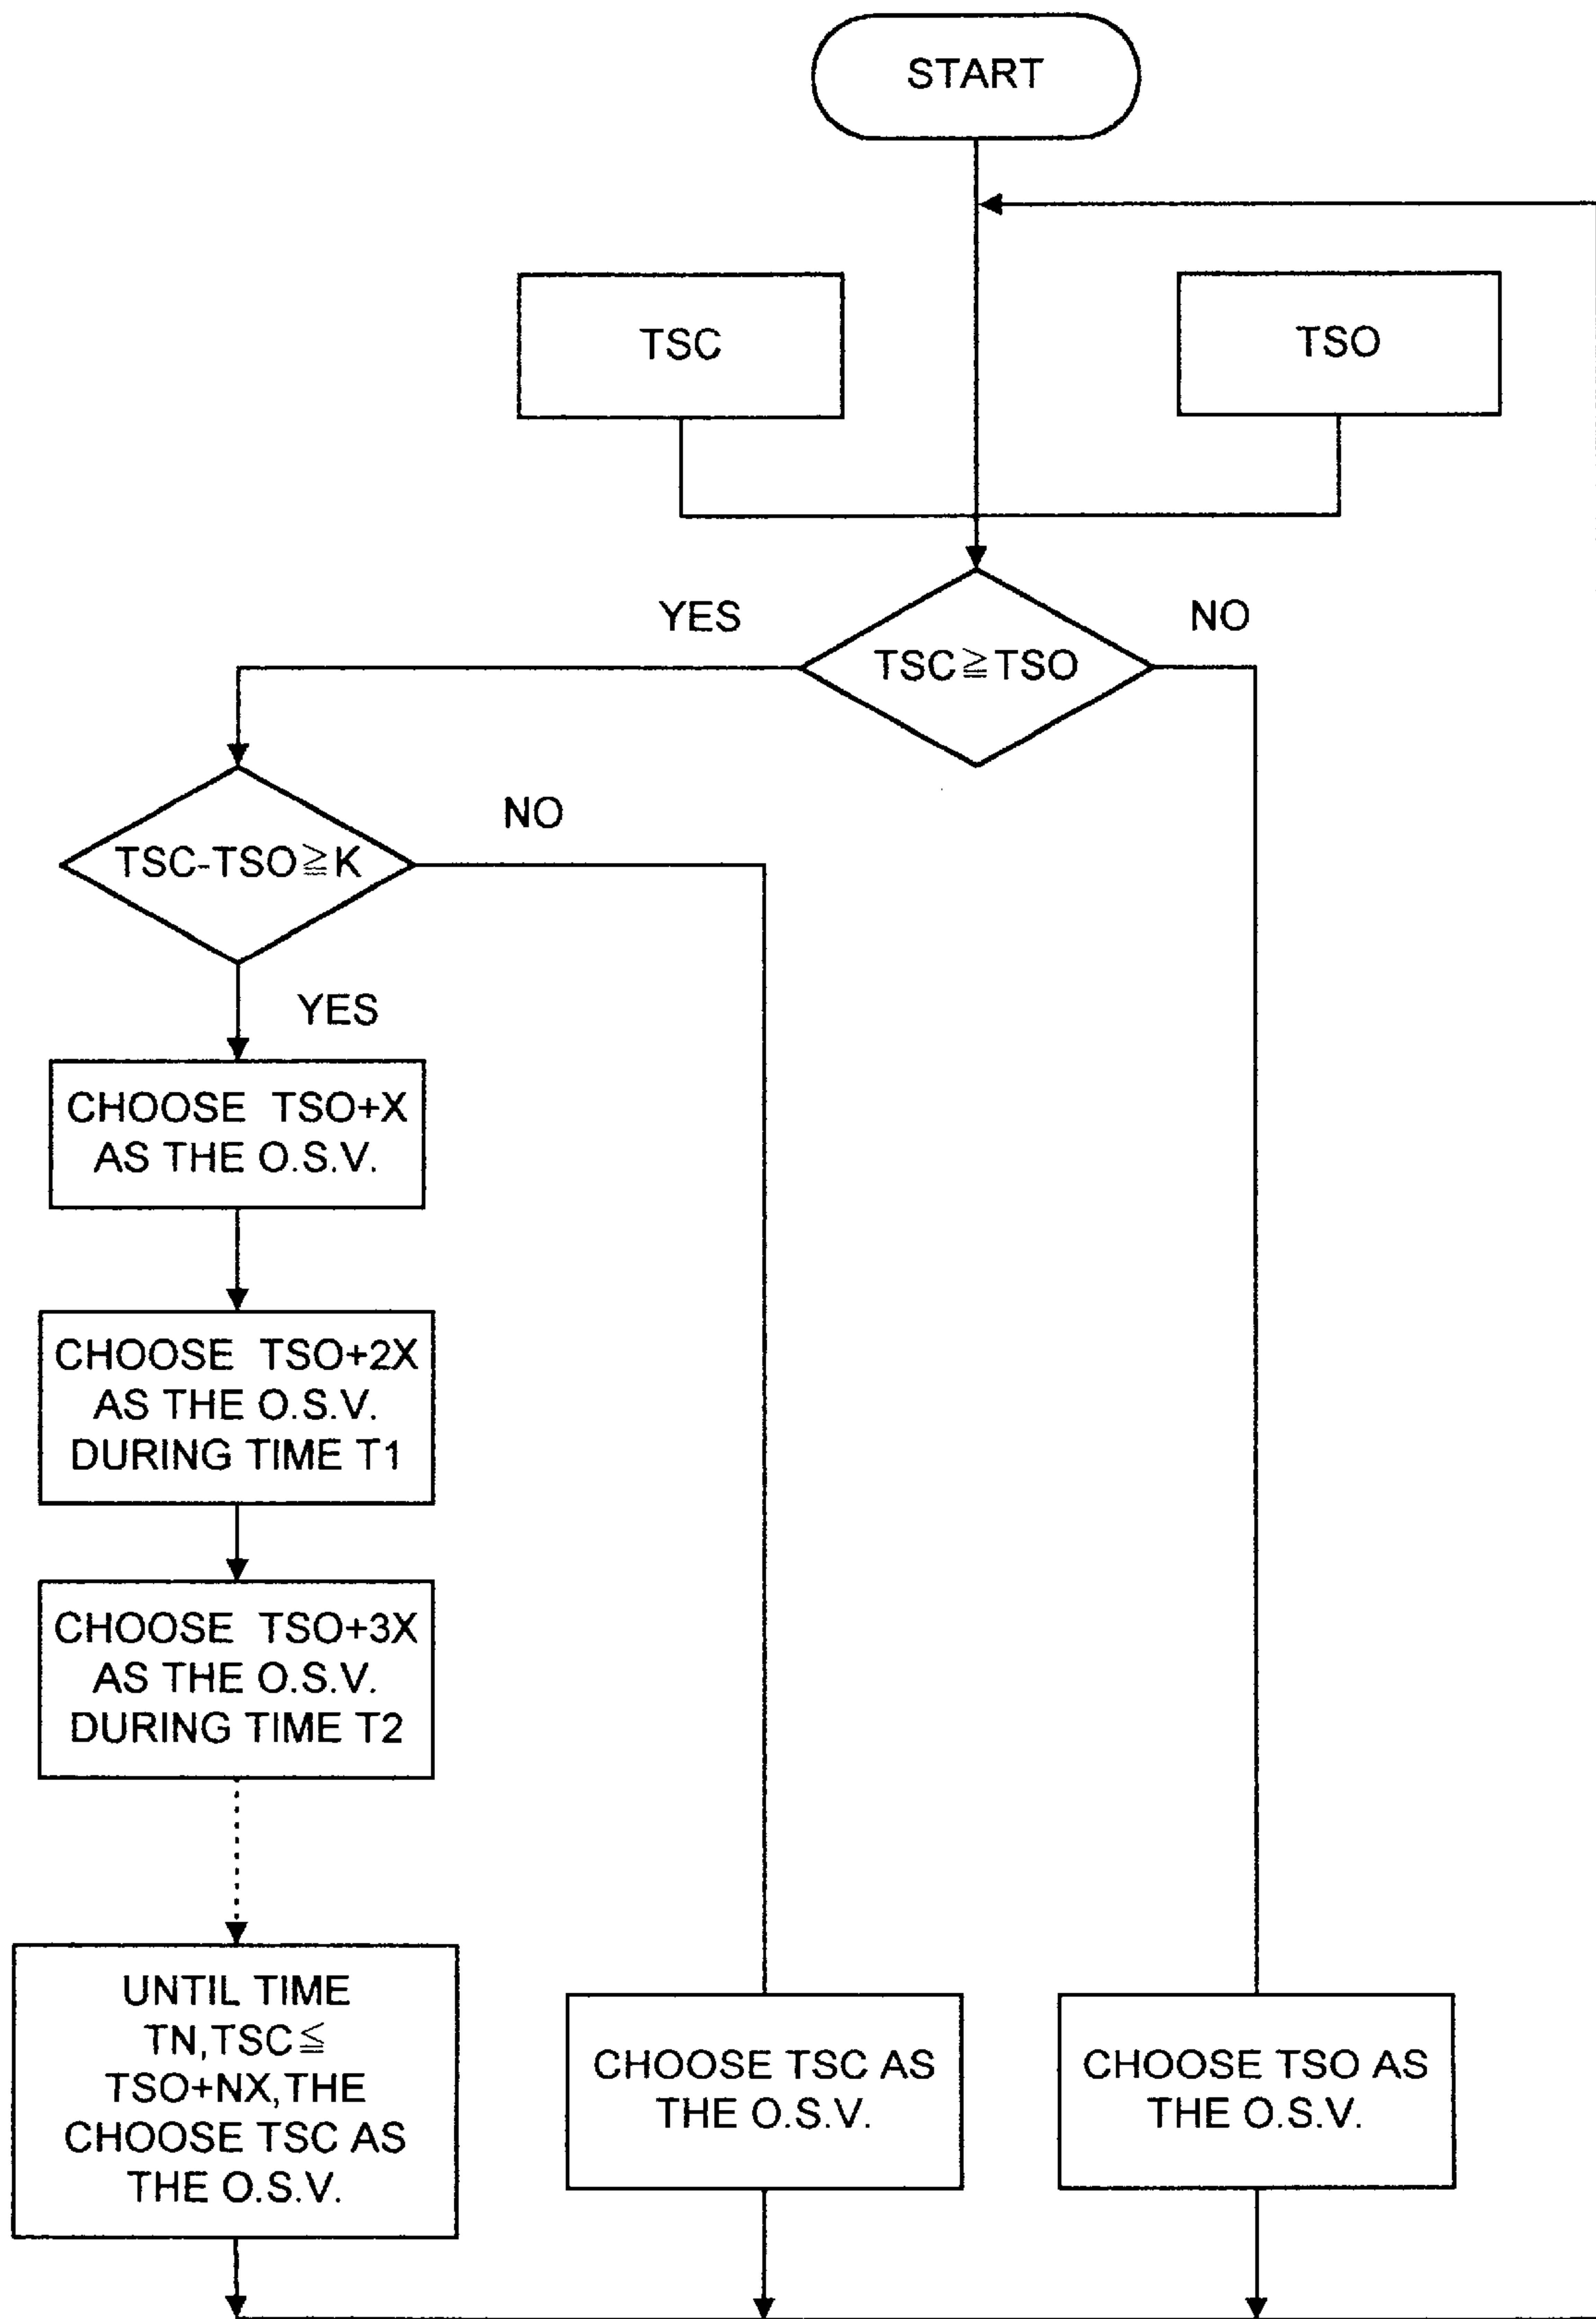 START
TSC
TSO
YES
NO
TSC≧TSO
NO
TSC-TSO≧K
YES
CHOOSE TSO+X
AS THE O.S.V.
CHOOSE TSO+2X
AS THE O.S.V.
DURING TIME T1
CHOOSE TSO+3X
AS THE O.S.V.
DURING TIME T2
UNTIL TIME
TN,TSC≦
TSO+NX,THE
CHOOSE TSC AS
THE O.S.V.
CHOOSE TSC AS
THE O.S.V.
CHOOSE TSO AS
THE O.S.V.